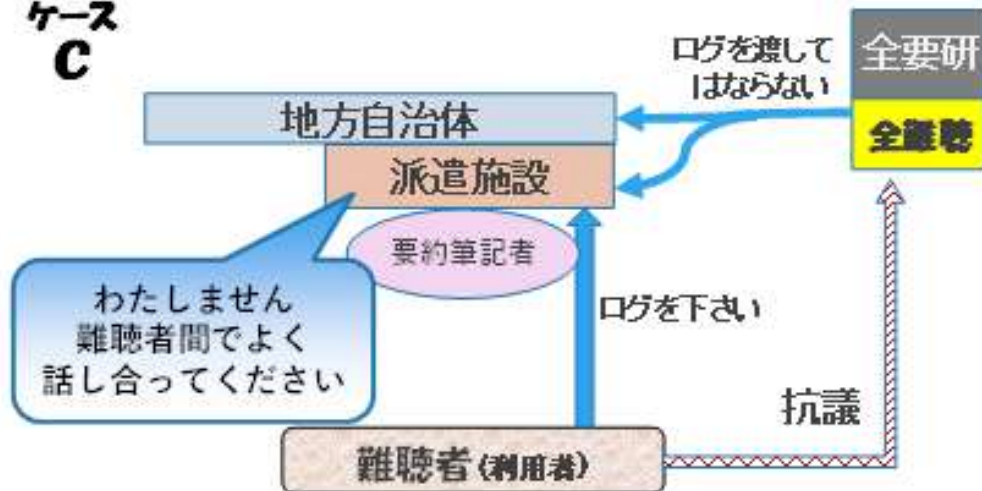 ケース
C
ログを渡して
はならない
全要研
全難聴
地方自治体
派遣施設
要約筆記者
わたしません
難聴者間でよく
話し合ってください
ログを下さい
抗議
難聴者(利用者)